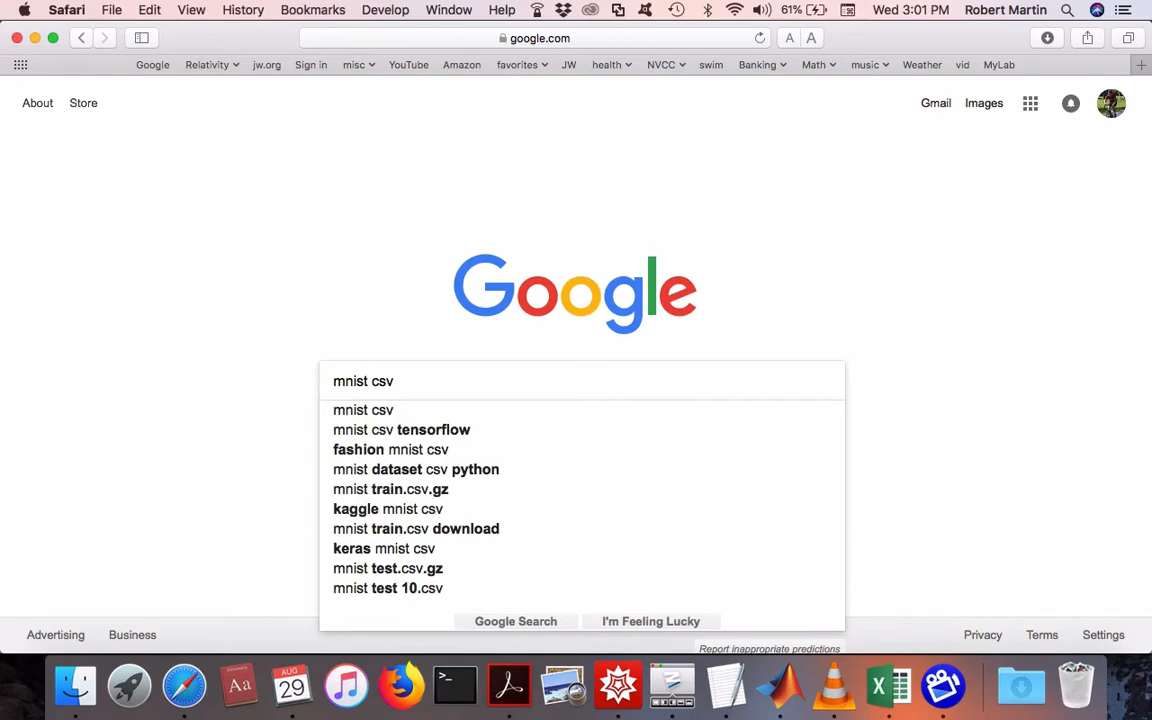 Safari File Edit View History Bookmarks Develop Window Help 61% Wed 3:01 PM Robert Martin
google.com A A
Google Relativity jw.org Sign in misc YouTube Amazon favorites JW health NVCC swim Banking Math music Weather vid MyLab
About Store Gmail Images
Google
mnist csv
mnist csv
mnist csv tensorflow
fashion mnist csv
mnist dataset csv python
mnist train.csv.gz
kaggle mnist csv
mnist train.csv download
keras mnist csv
mnist test.csv.gz
mnist test 10.csv
Google Search I'm Feeling Lucky
Advertising Business Privacy Terms Settings
Report inappropriate predictions
Aa AUG 29 >_ X